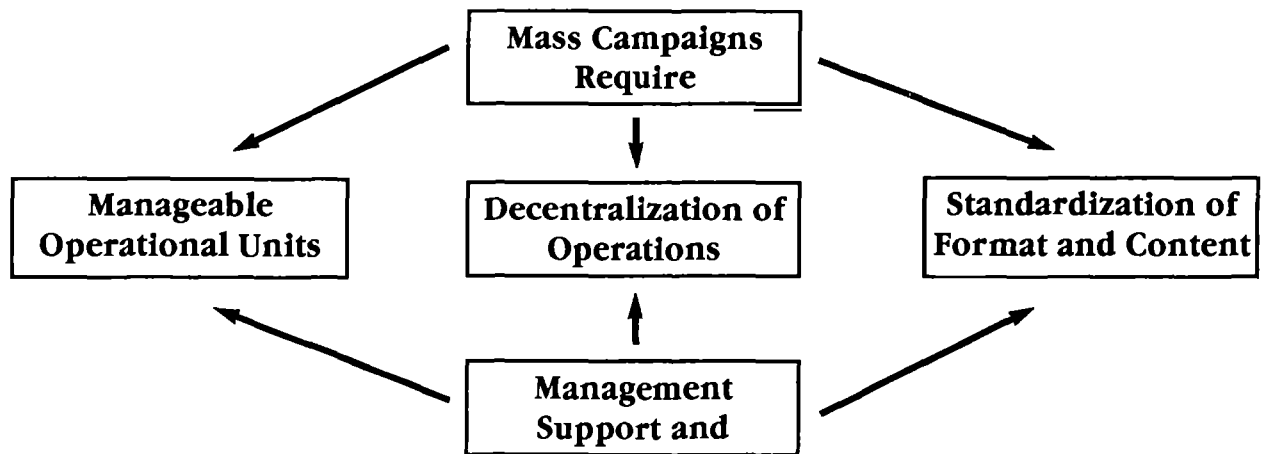 Mass Campaigns
Require
Manageable
Operational Units
Decentralization of
Operations
Standardization of
Format and Content
Management
Support and